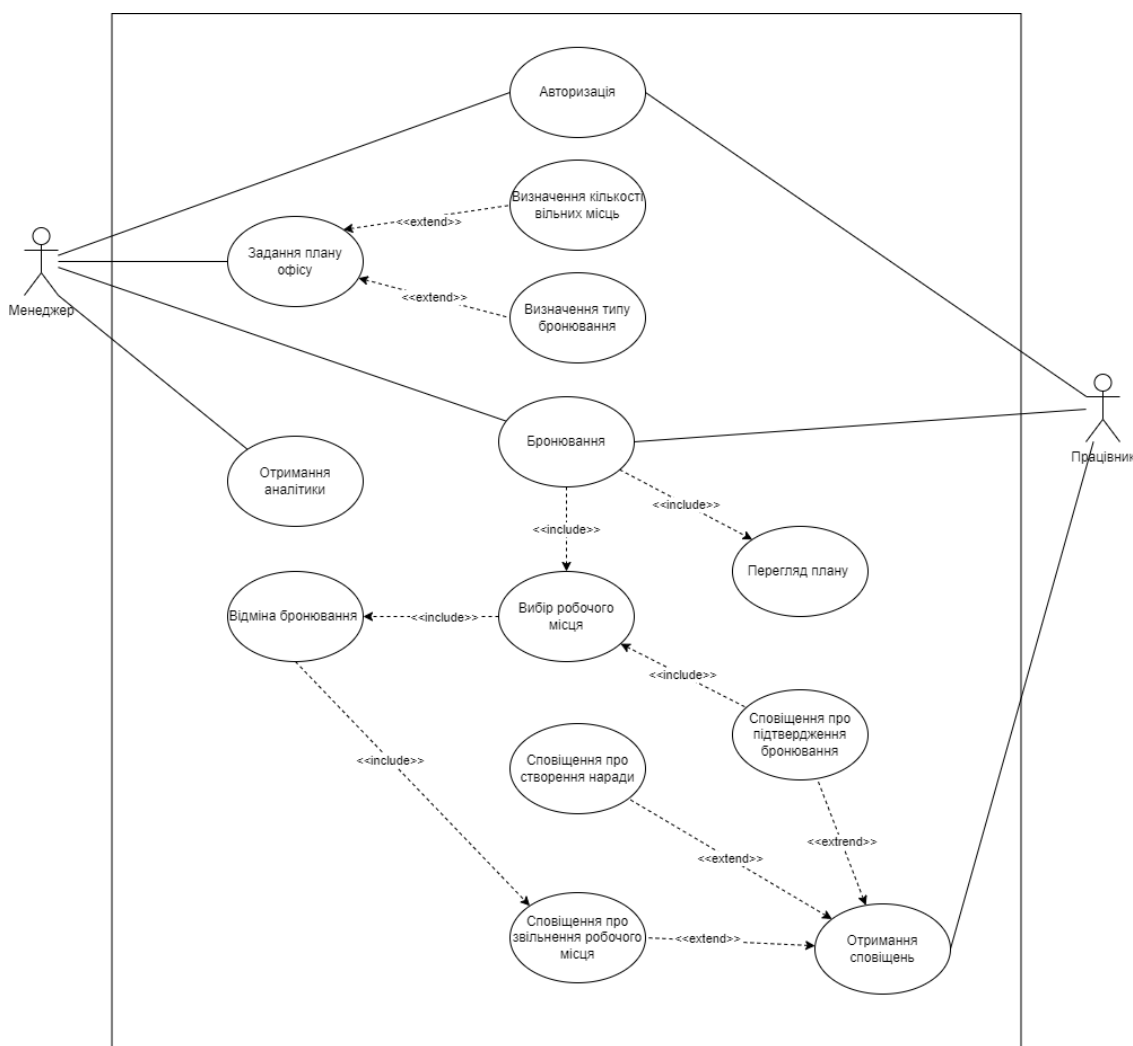 Авторизація
Визначення кількості
вільних місць
<<extend>>
Задання плану
офісу
Менеджер
<<extend>>
Визначення типу
бронювання
Бронювання
Працівник
Отримання
аналітики
<<include>>
<<include>>
Перегляд плану
Відміна бронювання
<<include>>
Вибір робочого
місця
<<include>>
Сповіщення про
підтвердження
бронювання
Сповіщення про
створення наради
<<include>>
<<extrend>>
<<extend>>
Сповіщення про
звільнення робочого
місця
<<extend>>
Отримання
сповіщень